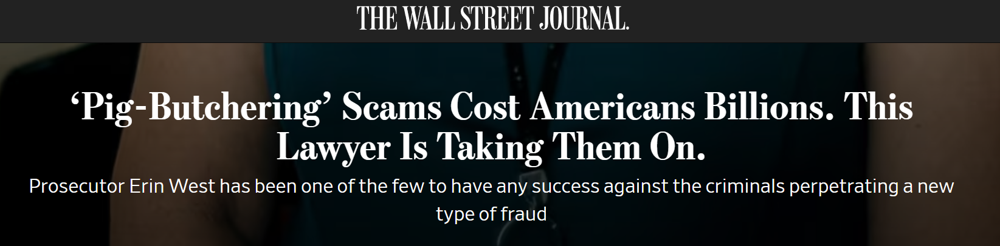 THE WALL STREET JOURNAL.
‘Pig-Butchering’ Scams Cost Americans Billions. This
Lawyer Is Taking Them On.
Prosecutor Erin West has been one of the few to have any success against the criminals perpetrating a new
type of fraud